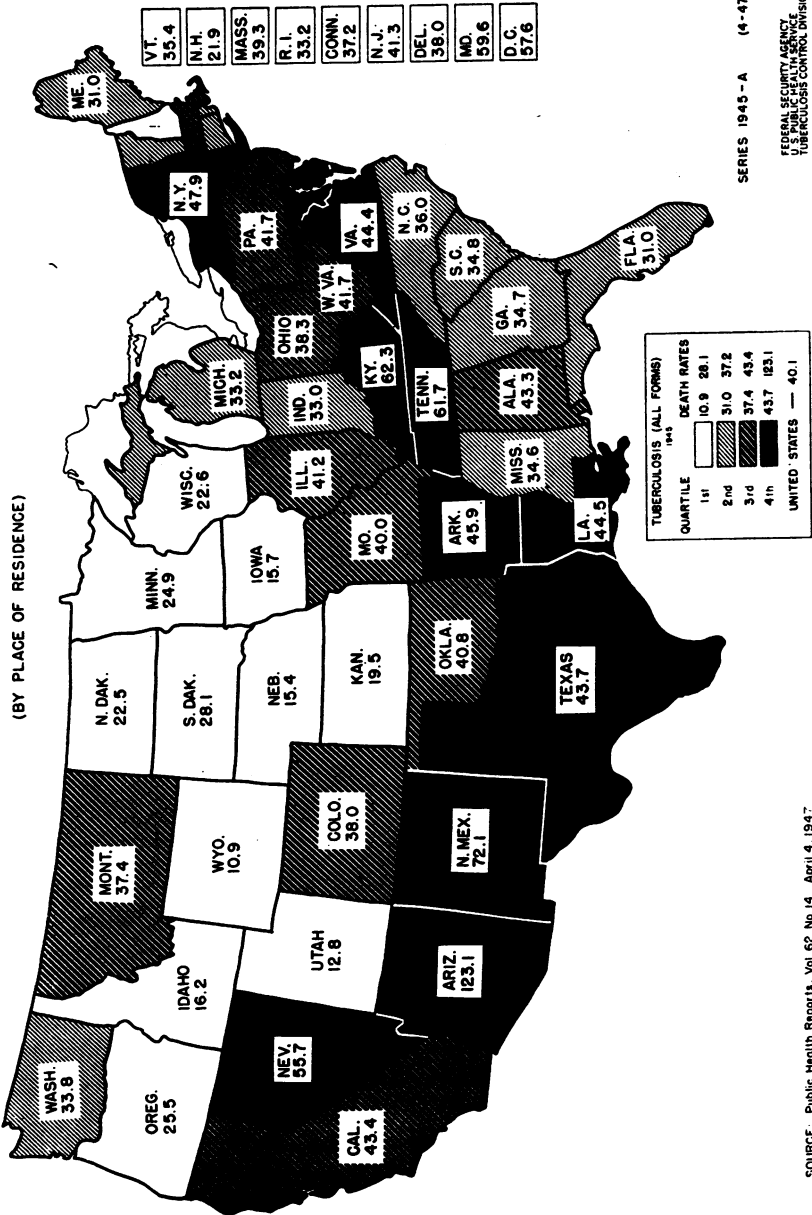 (BY PLACE OF RESIDENCE)
WASH.
33.8
OREG.
25.5
CAL.
43.4
NEV.
55.7
IDAHO
16.2
MONT.
37.4
WYO.
10.9
UTAH
12.8
ARIZ.
123.1
COLO.
38.0
N. MEX.
72.1
N. DAK.
22.5
S. DAK.
28.1
NEB.
15.4
KAN.
19.5
OKLA.
40.8
TEXAS
43.7
MINN.
24.9
IOWA
15.7
MO.
40.0
ARK.
45.9
LA.
44.5
WISC.
22.6
ILL.
41.2
MICH.
33.2
IND.
33.0
OHIO
38.3
KY.
62.3
TENN.
61.7
MISS.
34.6
ALA.
43.3
GA.
34.7
FLA.
31.0
S.C.
34.8
N.C.
36.0
VA.
44.4
W. VA.
41.7
PA.
41.7
N.Y.
47.9
ME.
31.0
VT.
35.4
N.H.
21.9
MASS.
39.3
R.I.
33.2
CONN.
37.2
N.J.
41.3
DEL.
38.0
MD.
59.6
D.C.
57.6
TUBERCULOSIS (ALL FORMS)
1945
QUARTILE DEATH RATES
1st 10.9 28.1
2nd 31.0 37.2
3rd 37.4 43.4
4th 43.7 123.1
UNITED STATES — 40.1
SERIES 1945-A (4-47
FEDERAL SECURITY AGENCY
U.S. PUBLIC HEALTH SERVICE
TUBERCULOSIS CONTROL DIVISION
SOURCE: Public Health Reports, Vol 62, No 14, April 4, 1947